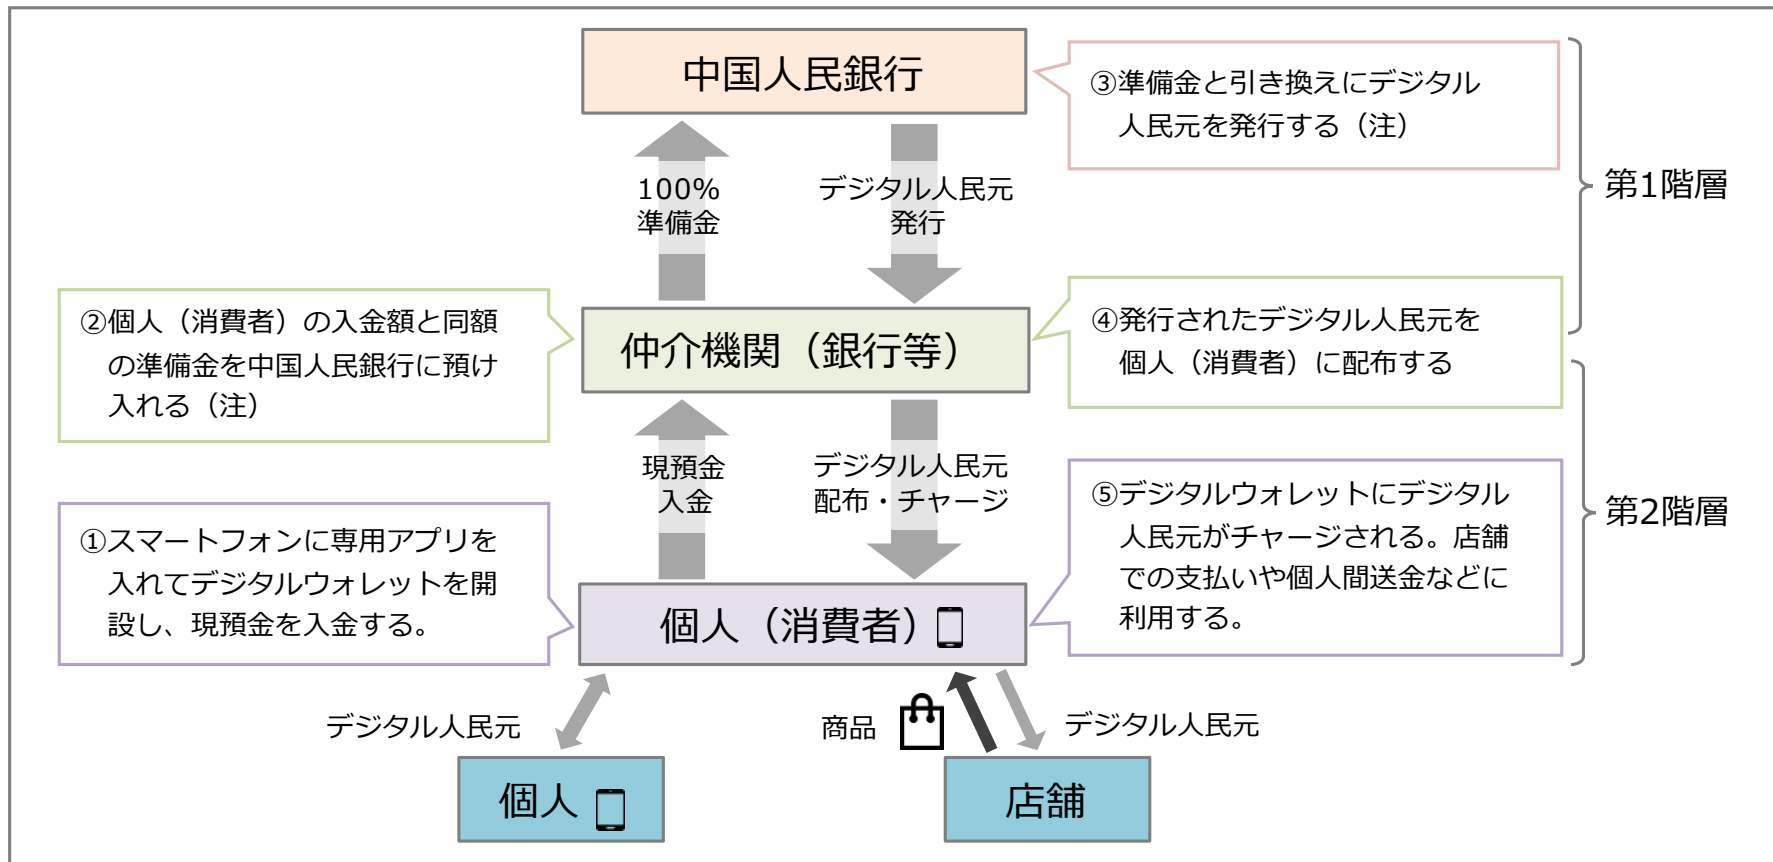 中国人民銀行
③準備金と引き換えにデジタル
人民元を発行する（注）
第1階層
100%
準備金
デジタル人民元
発行
②個人（消費者）の入金額と同額
の準備金を中国人民銀行に預け
入れる（注）
仲介機関（銀行等）
④発行されたデジタル人民元を
個人（消費者）に配布する
現預金
入金
デジタル人民元
配布・チャージ
第2階層
①スマートフォンに専用アプリを
入れてデジタルウォレットを開
設し、現預金を入金する。
個人（消費者）
⑤デジタルウォレットにデジタル
人民元がチャージされる。店舗
での支払いや個人間送金などに
利用する。
デジタル人民元
商品
デジタル人民元
個人
店舗